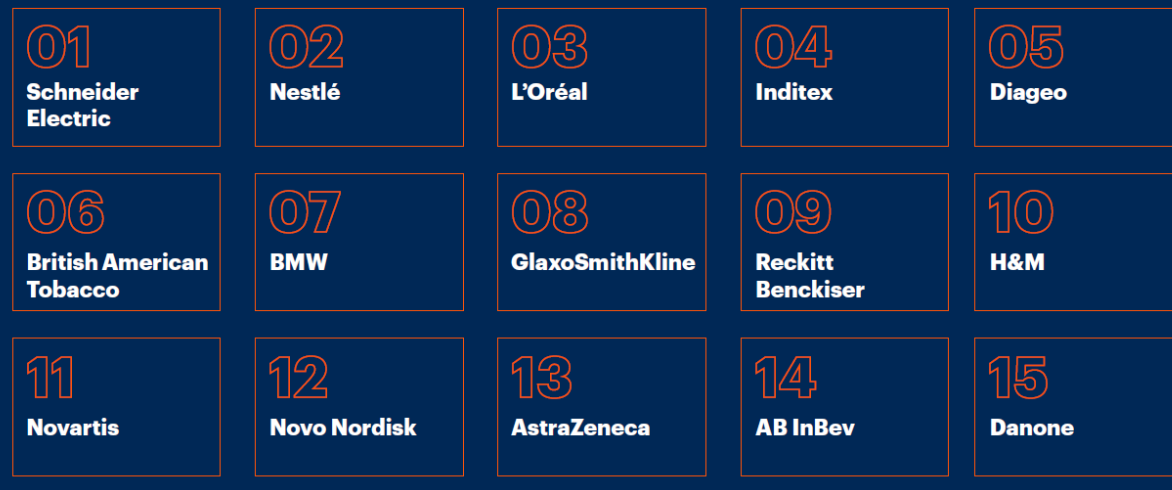 01
Schneider
Electric
02
Nestlé
03
L’Oréal
04
Inditex
05
Diageo
06
British American
Tobacco
07
BMW
08
GlaxoSmithKline
09
Reckitt
Benckiser
10
H&M
11
Novartis
12
Novo Nordisk
13
AstraZeneca
14
AB InBev
15
Danone